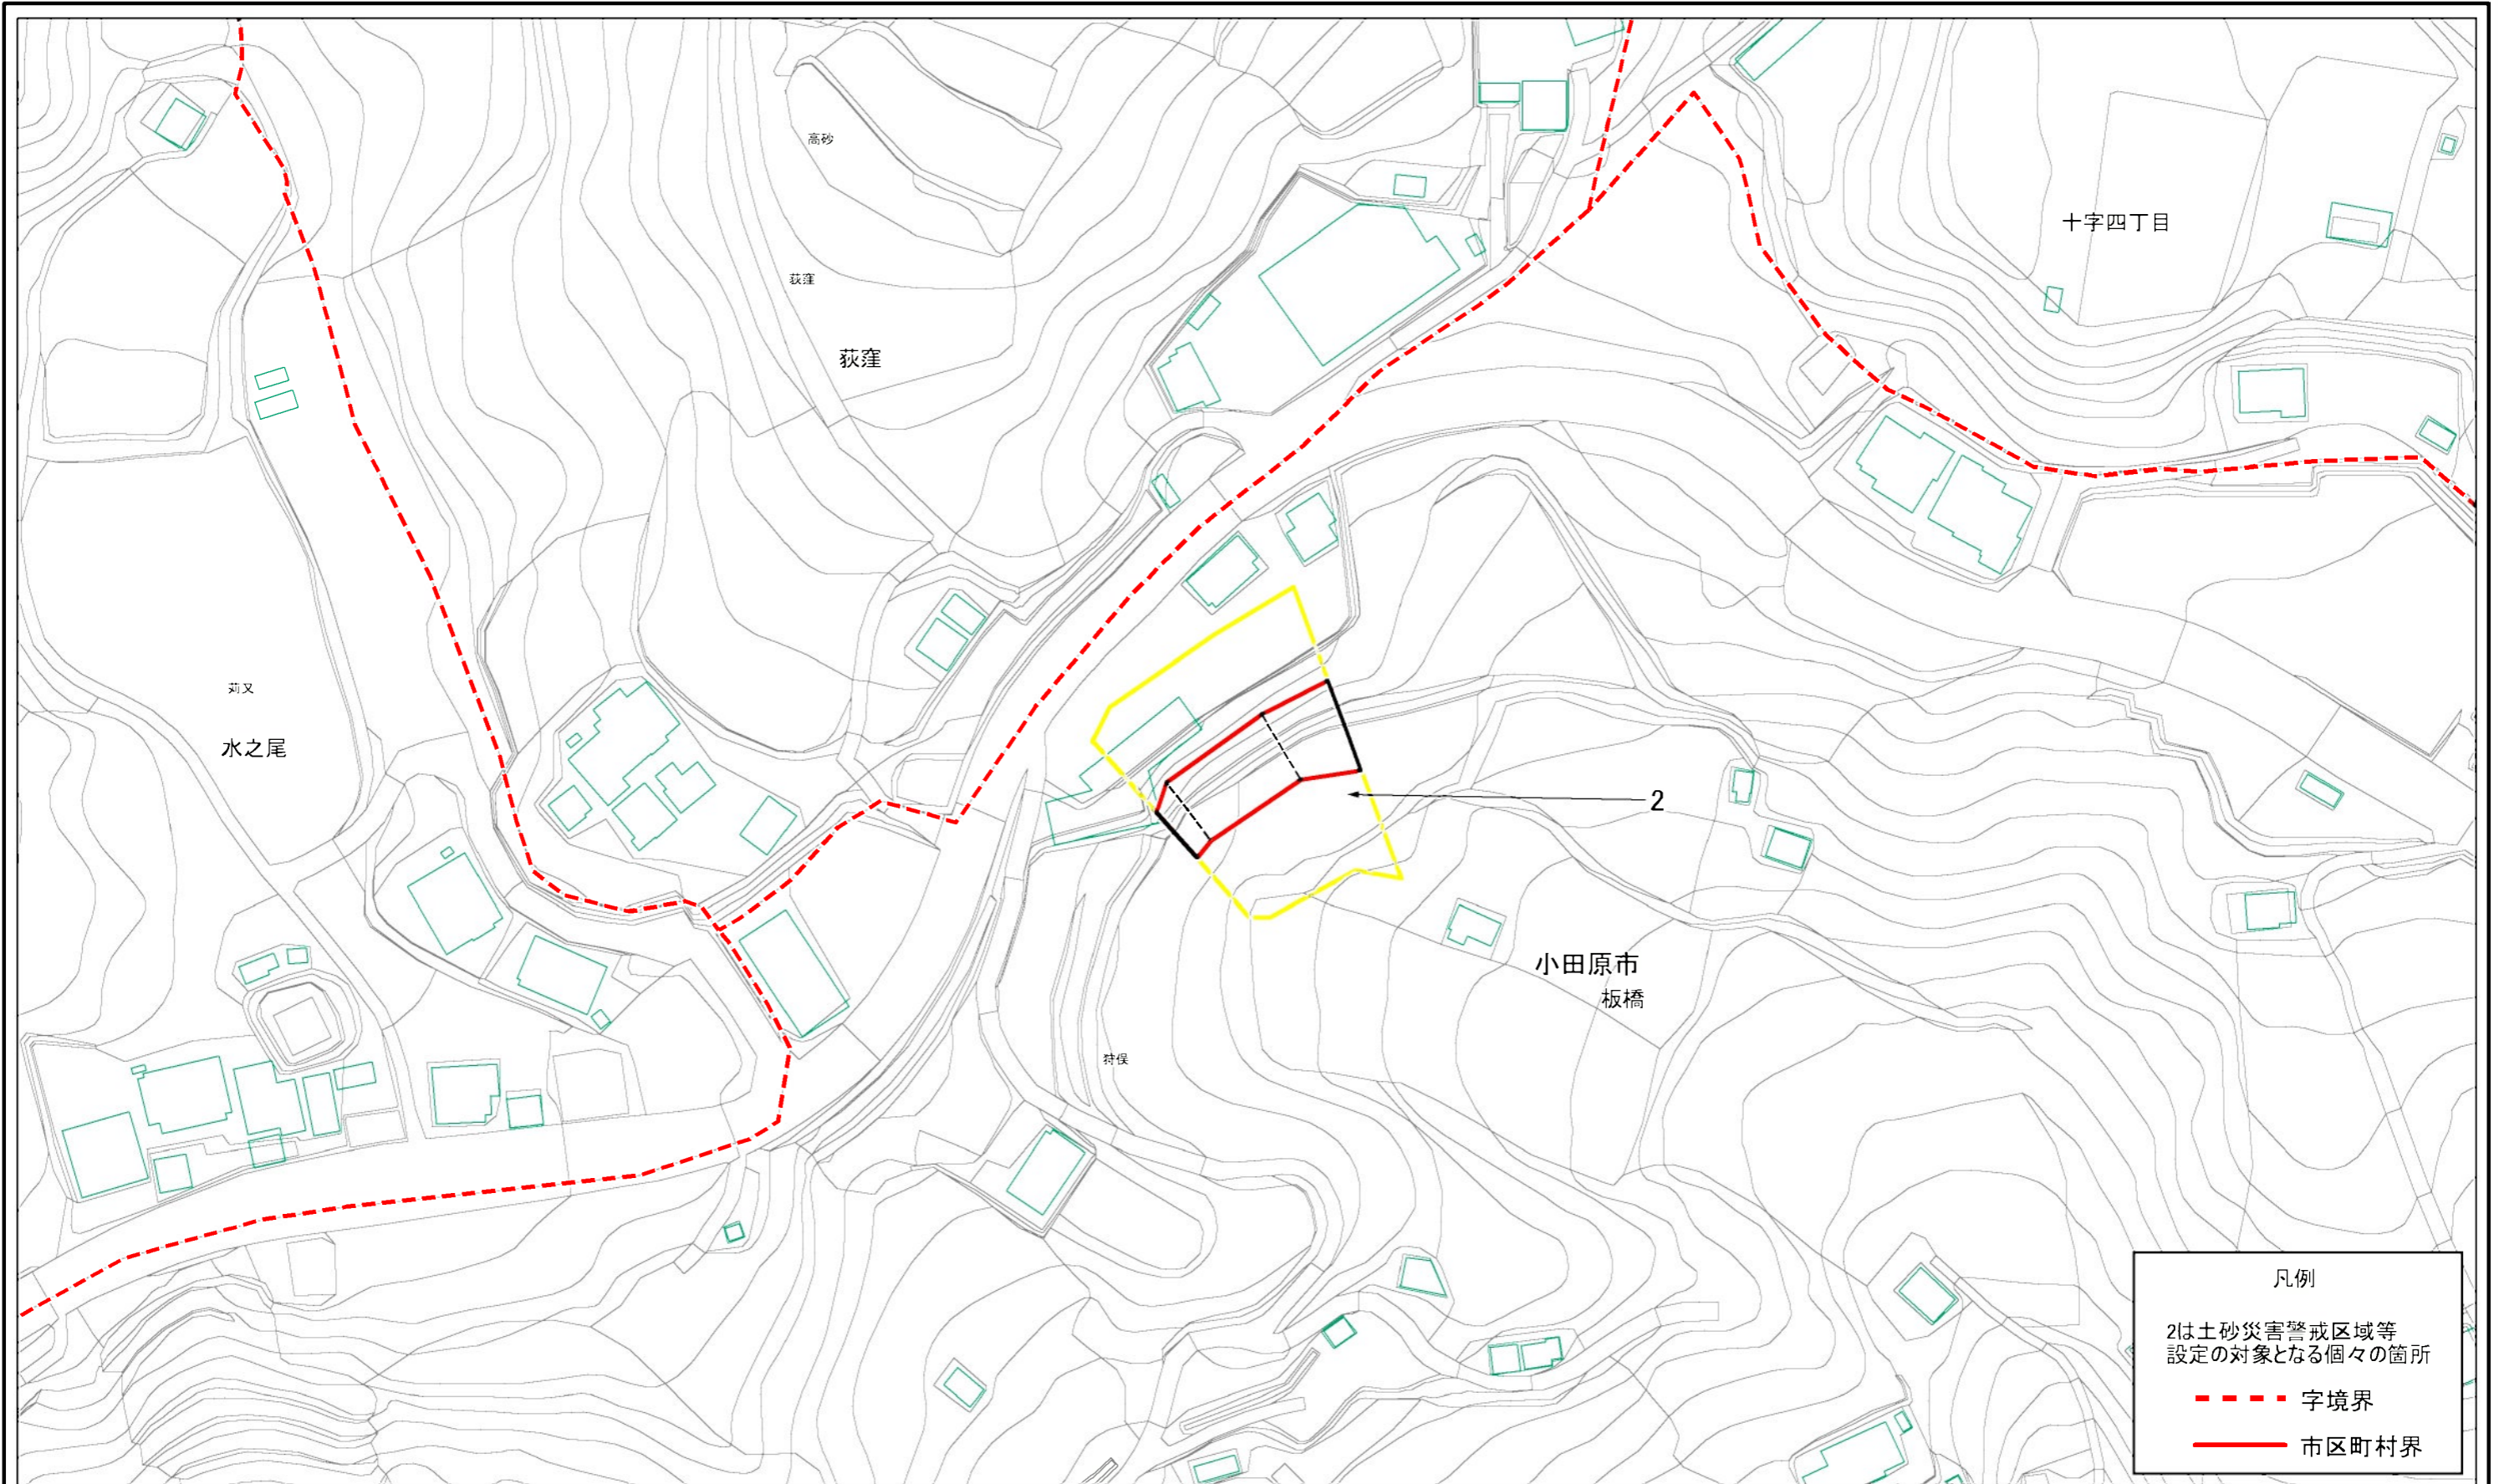 高砂
十字四丁目
荻窪
荻窪
苅又
水之尾
2
小田原市
板橋
狩俣
凡例
2は土砂災害警戒区域等
設定の対象となる個々の箇所
字境界
市区町村界